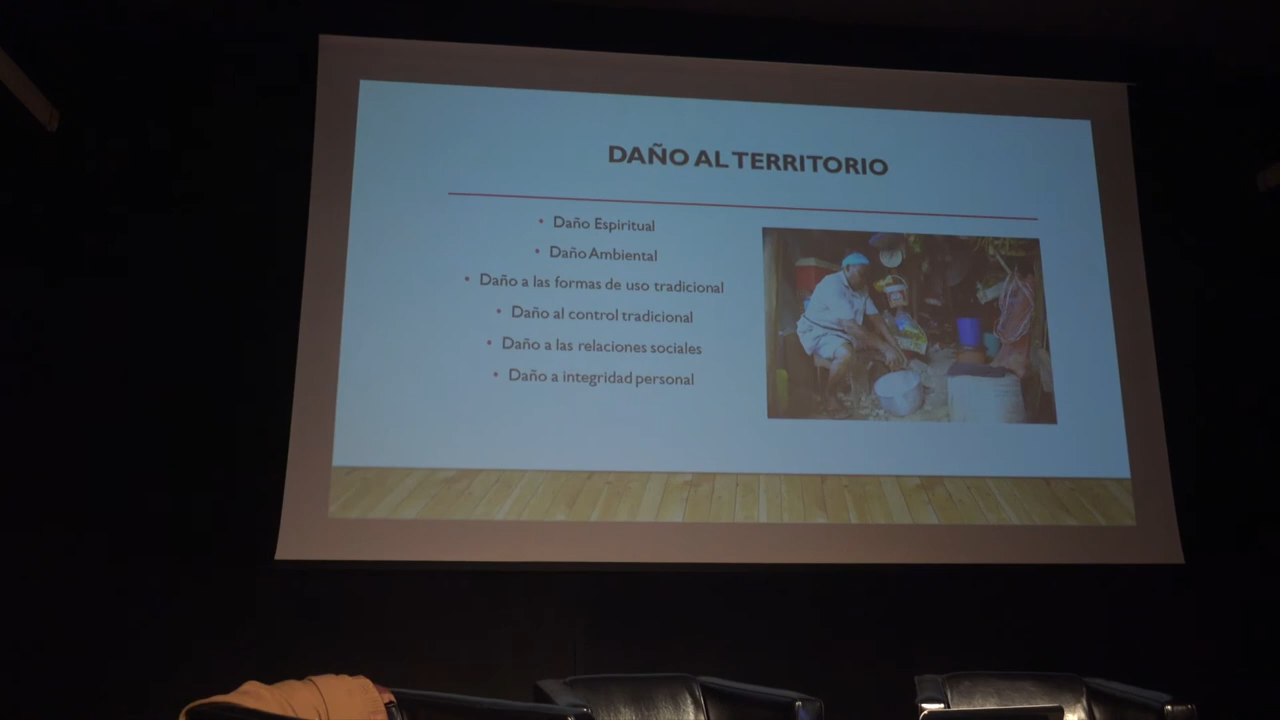 DAÑO AL TERRITORIO
• Daño Espiritual
• Daño Ambiental
• Daño a las formas de uso tradicional
• Daño al control tradicional
• Daño a las relaciones sociales
• Daño a integridad personal